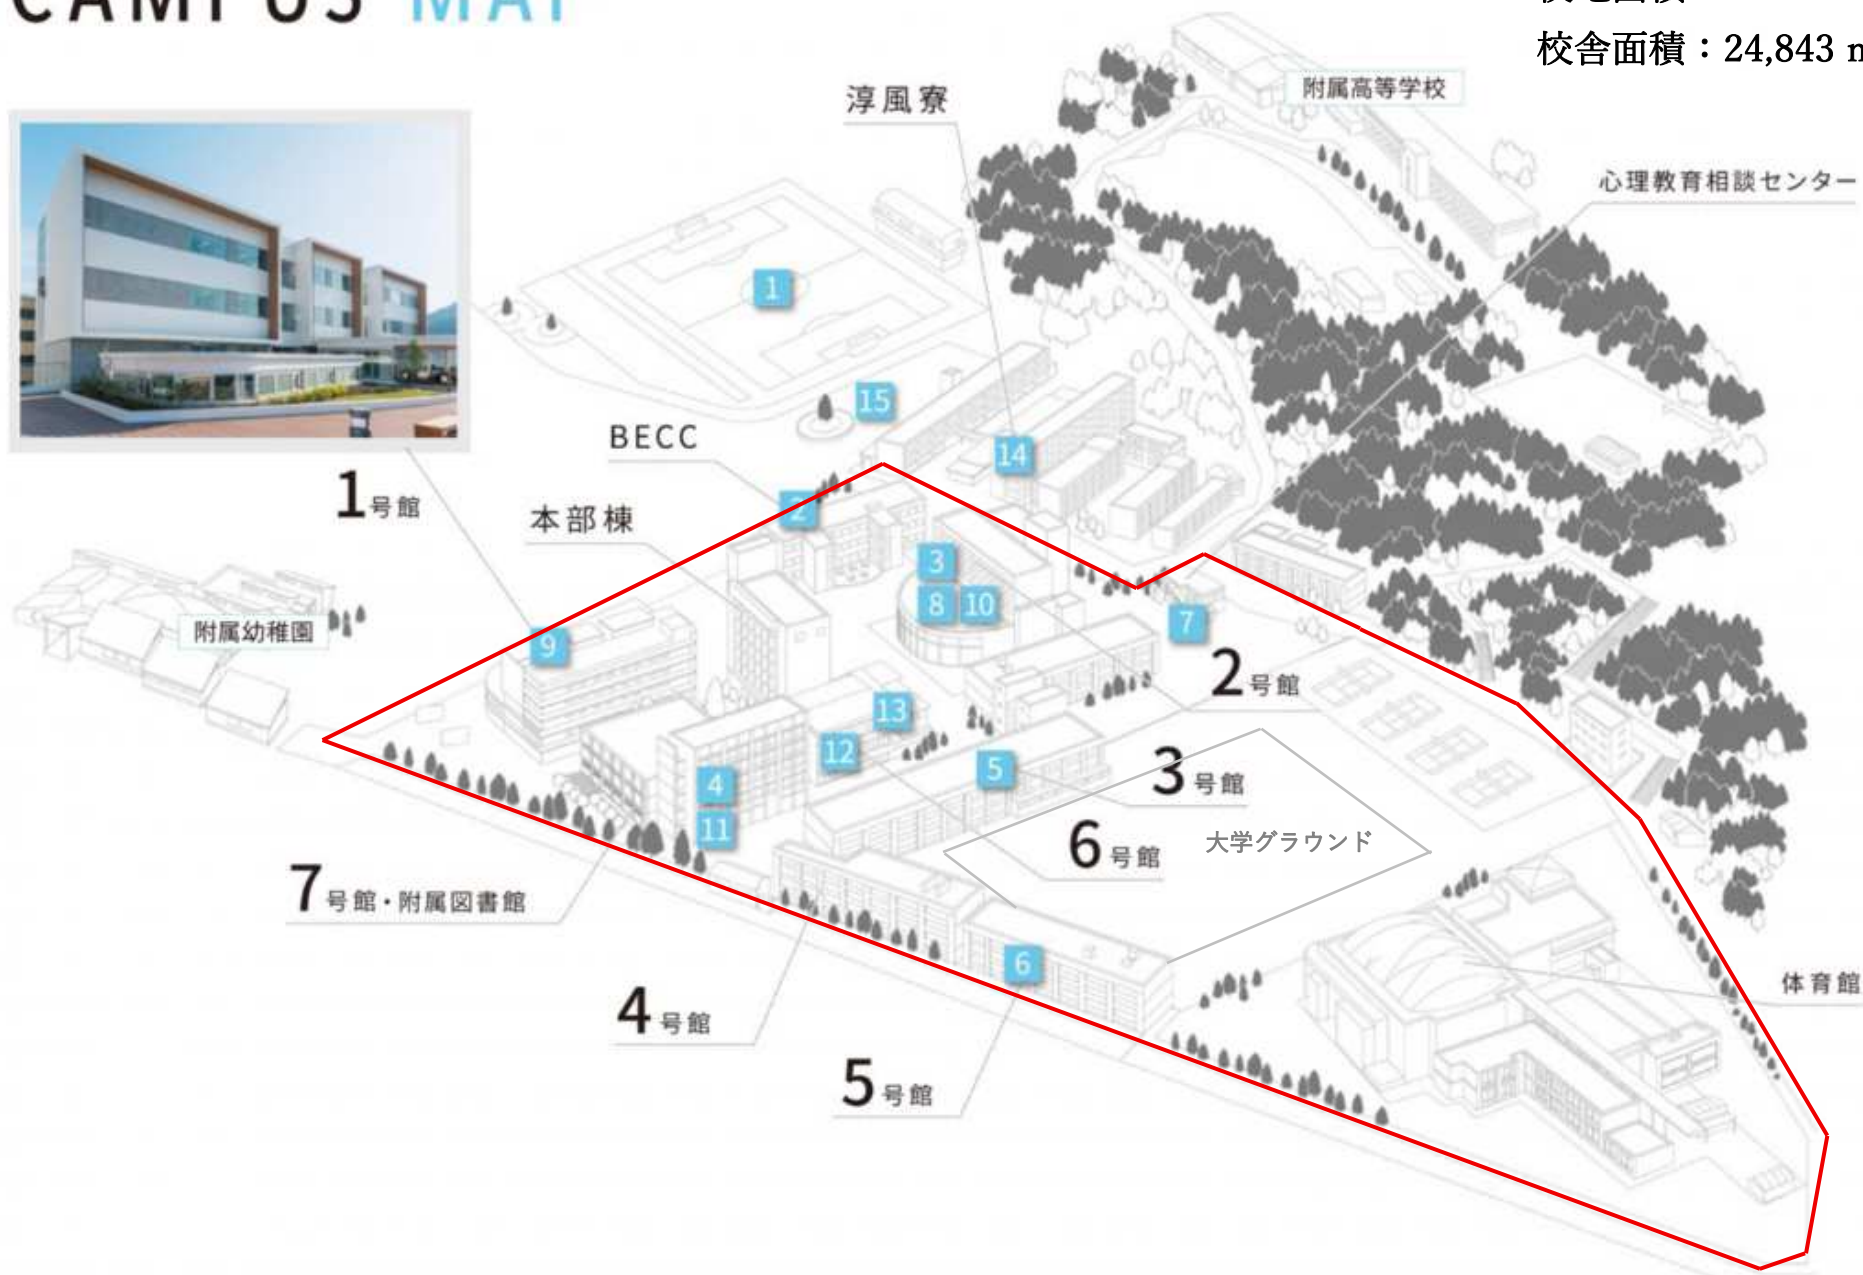 CAMPUS MAP
校地面積
校舎面積：24,843 m
淳風寮
附属高等学校
心理教育相談センター
1
15
BECC
14
1号館
2
本部棟
3
8
10
7
附属幼稚園
9
2号館
13
12
5
3号館
4
11
6号館
大学グラウンド
7号館・附属図書館
6
4号館
体育館
5号館